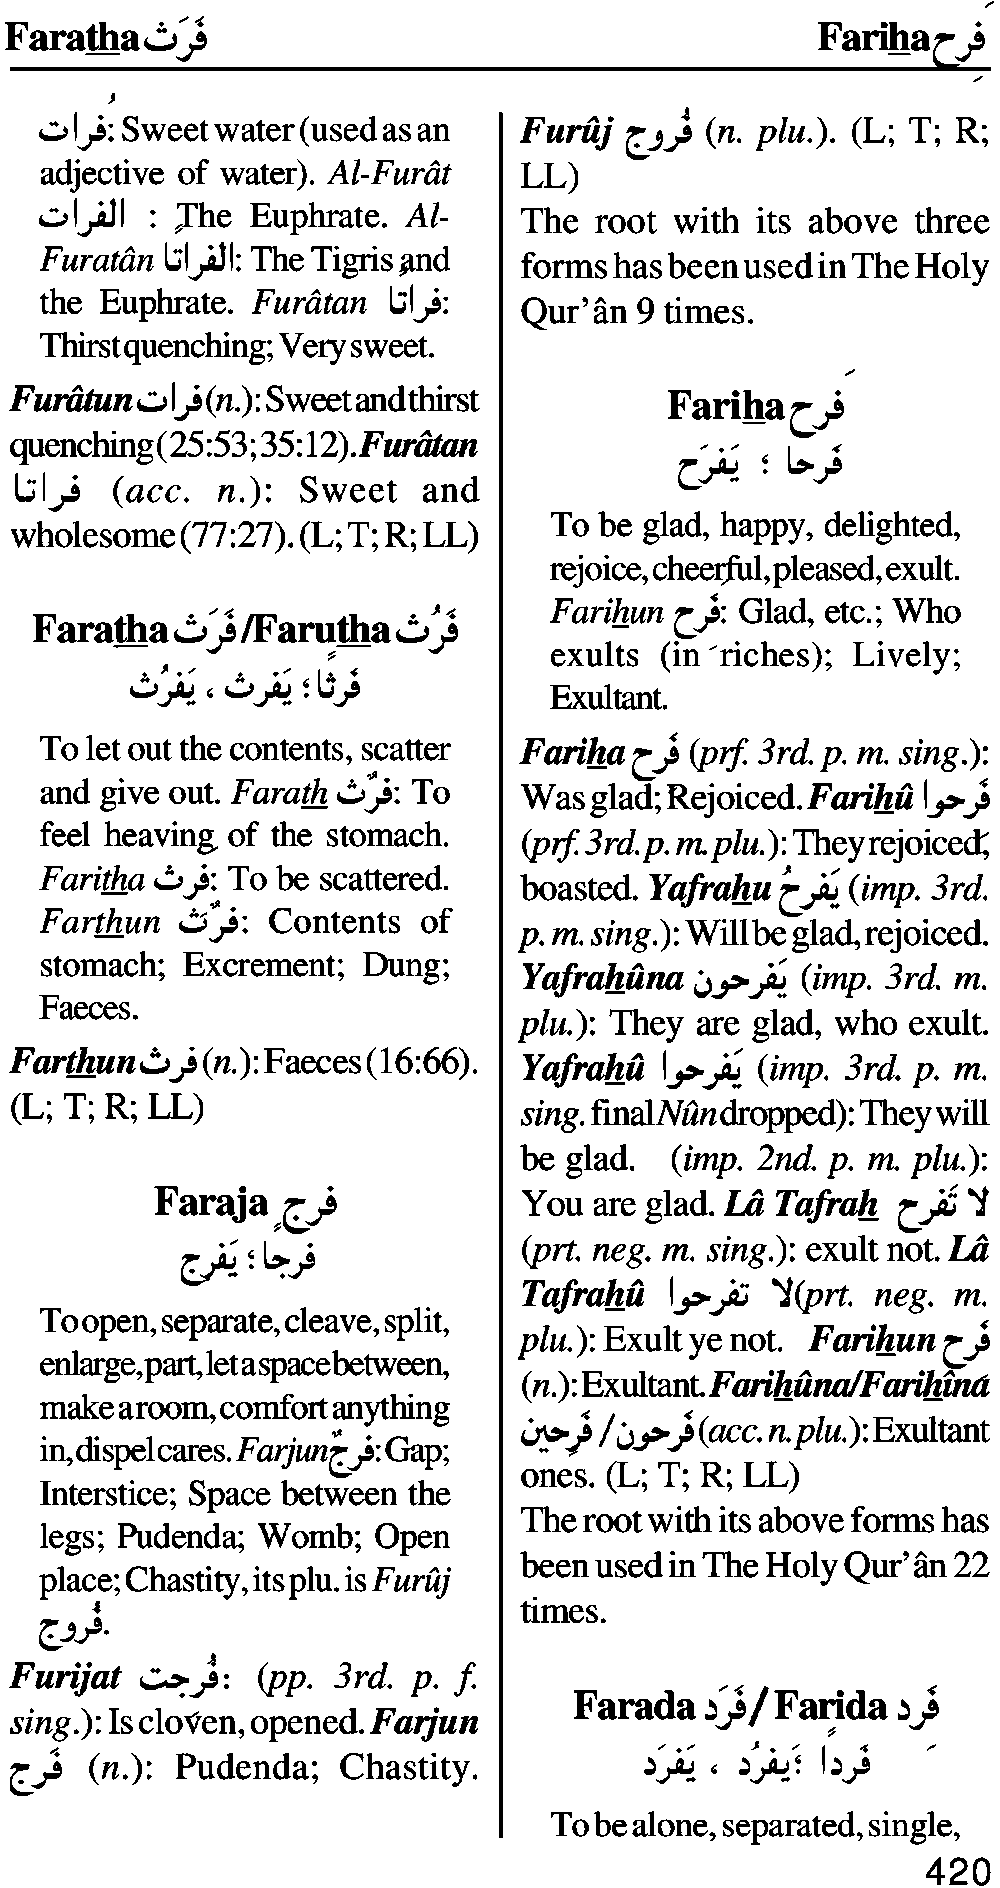 Faratha فَرَث
Fariha فَرِحَ
فُرات: Sweet water (used as an
adjective of water). Al-Furât
الفرات : The Euphrate. Al-
Furatân الفراتا: The Tigris and
the Euphrate. Furâtan فراتا:
Thirst quenching; Very sweet.
Furâtun فرات (n.): Sweet and thirst
quenching (25:53; 35:12). Furâtan
فراتا (acc. n.): Sweet and
wholesome (77:27). (L; T; R; LL)
Faratha فَرَث /Farutha فَرُث
فَرثا؛ يَفرِث ، يَفرُث
To let out the contents, scatter
and give out. Farath فرّث: To
feel heaving of the stomach.
Faritha فرث: To be scattered.
Farthun فرّث: Contents of
stomach; Excrement; Dung;
Faeces.
Farthun فرث (n.): Faeces (16:66).
(L; T; R; LL)
Faraja فرج
فرجا؛ يَفرِج
To open, separate, cleave, split,
enlarge, part, let a space between,
make a room, comfort anything
in, dispel cares. Farjun فرجٌ: Gap;
Interstice; Space between the
legs; Pudenda; Womb; Open
place; Chastity, its plu. is Furûj
فُروج.
Furijat فُرجت: (pp. 3rd. p. f.
sing.): Is cloven, opened. Farjun
فَرج (n.): Pudenda; Chastity.
Furûj فُروج (n. plu.). (L; T; R;
LL)
The root with its above three
forms has been used in The Holy
Qur'ân 9 times.
Fariha فَرِح
فَرحا ؛ يَفرَح
To be glad, happy, delighted,
rejoice, cheerful, pleased, exult.
Farihun فَرِح: Glad, etc.; Who
exults (in riches); Lively;
Exultant.
Fariha فَرح (prf. 3rd. p. m. sing.):
Was glad; Rejoiced. Farihû فَرحوا
(prf. 3rd. p. m. plu.): They rejoiced,
boasted. Yafrahu يَفرحُ (imp. 3rd.
p. m. sing.): Will be glad, rejoiced.
Yafrahûna يَفرحون (imp. 3rd. m.
plu.): They are glad, who exult.
Yafrahû يَفرحوا (imp. 3rd. p. m.
sing. final Nûn dropped): They will
be glad. (imp. 2nd. p. m. plu.):
You are glad. Lâ Tafrah لا تَفرح
(prt. neg. m. sing.): exult not. Lâ
Tafrahû لا تفرحوا (prt. neg. m.
plu.): Exult ye not. Farihun فَرح
(n.): Exultant. Farihûna/Farihîna
فَرحون / فَرِحين (acc. n. plu.): Exultant
ones. (L; T; R; LL)
The root with its above forms has
been used in The Holy Qur'ân 22
times.
Farada فَرَد / Farida فَرِد
فَردًا ؛ يَفرُد ، يَفرَد
To be alone, separated, single,
420